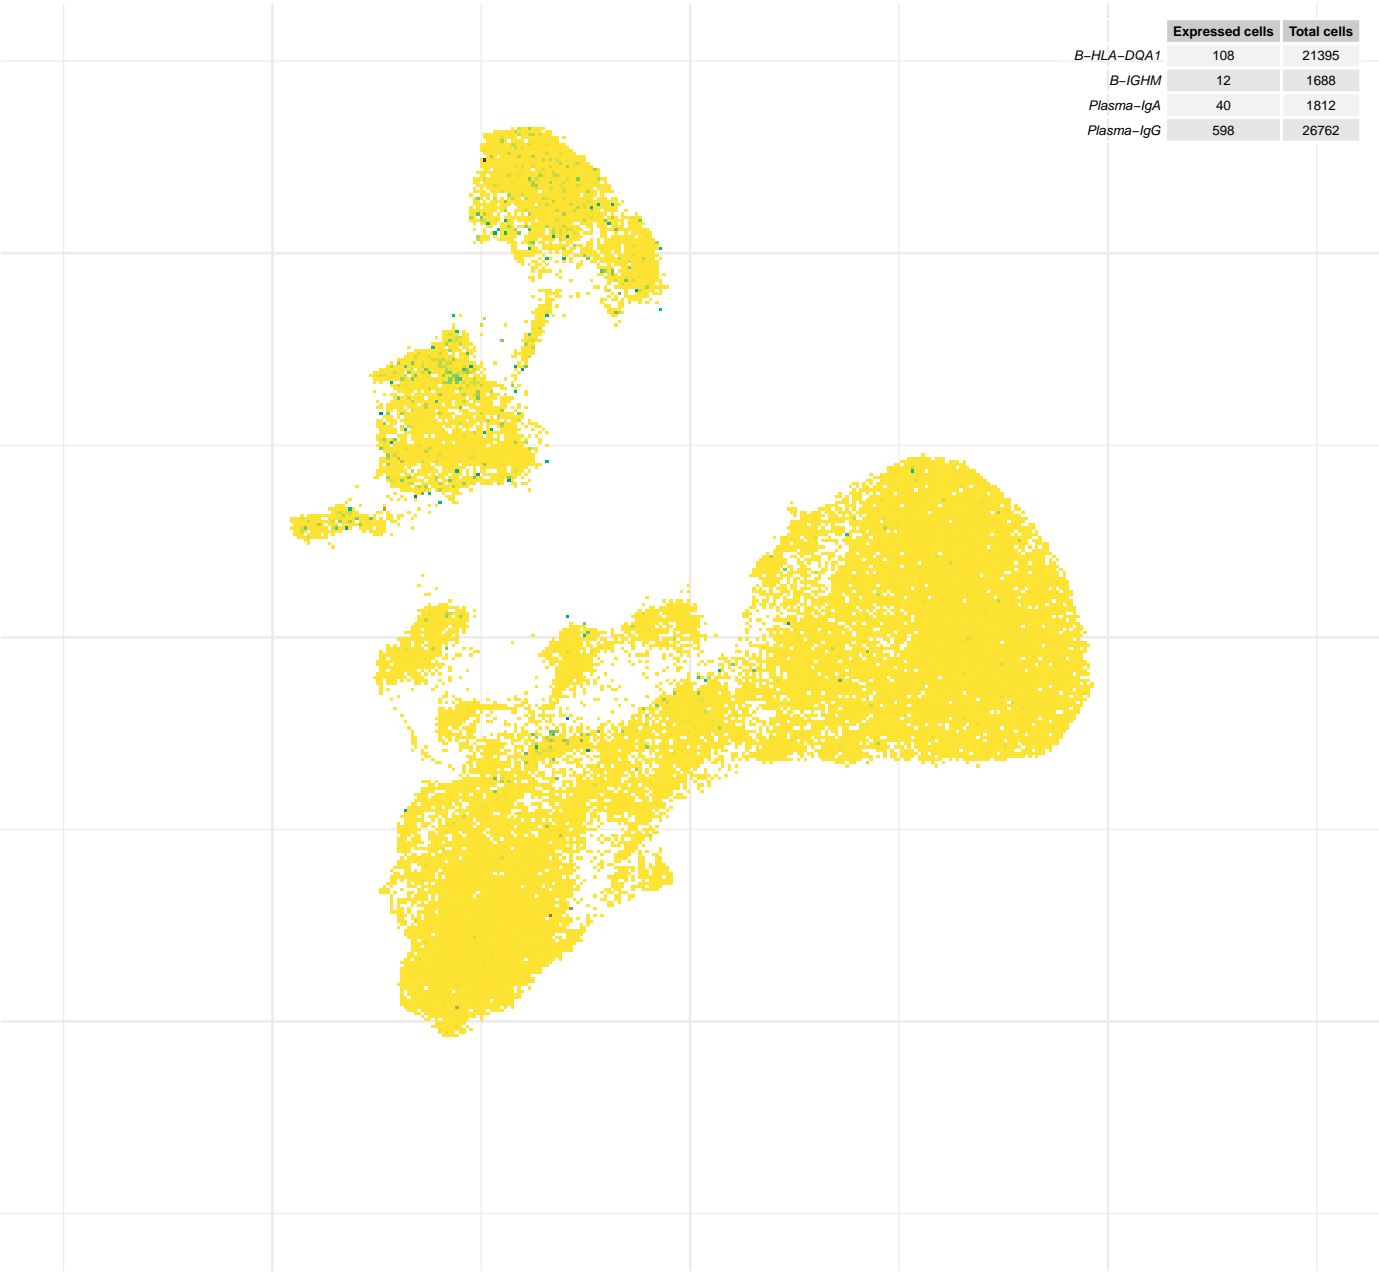 Expressed cells Total cells
B−HLA−DQA1 108 21395
B−IGHM 12 1688
Plasma−IgA 40 1812
Plasma−IgG 598 26762